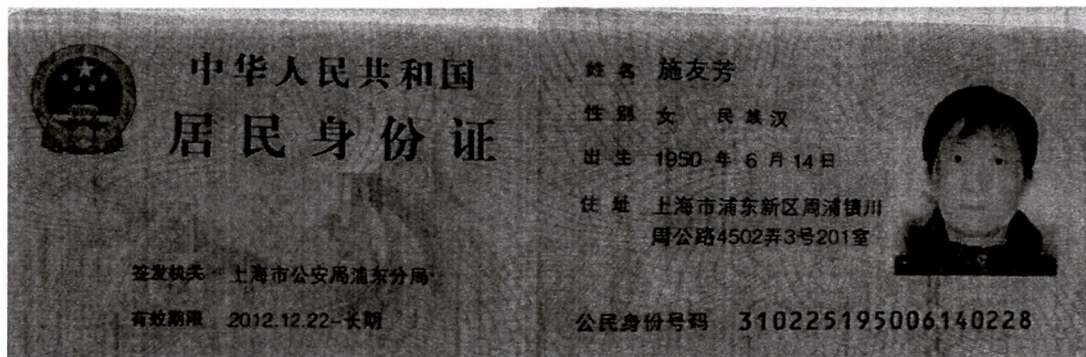 中华人民共和国
居民身份证
签发机关 上海市公安局浦东分局
有效期限 2012.12.22-长期
姓名 施友芳
性别 女 民族 汉
出生 1950 年 6 月 14 日
住址 上海市浦东新区周浦镇川
周公路4502弄3号201室
公民身份号码 310225195006140228